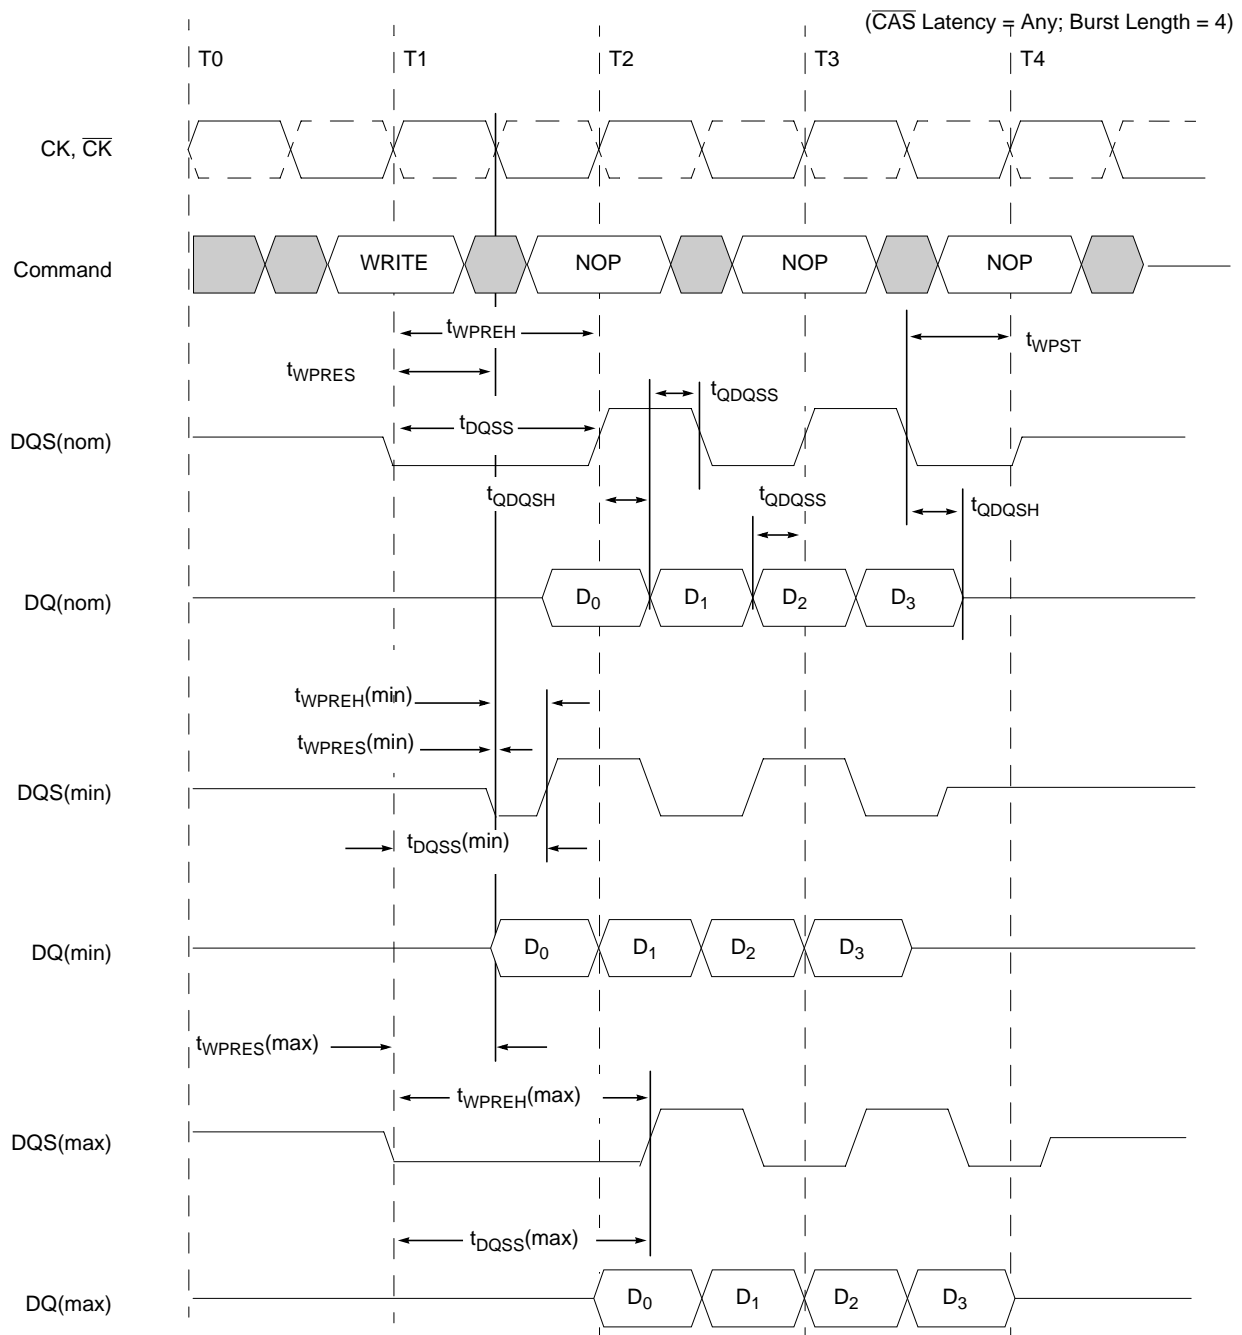 (CAS Latency = Any; Burst Length = 4)
T0 T1 T2 T3 T4
CK, CK
Command WRITE NOP NOP NOP
tWPREH
tWPST
tWPRES
tQDQSS
tDQSS
DQS(nom)
tQDQSH tQDQSS tQDQSH
DQ(nom) D0 D1 D2 D3
tWPREH(min)
tWPRES(min)
DQS(min)
tDQSS(min)
DQ(min) D0 D1 D2 D3
tWPRES(max)
tWPREH(max)
DQS(max)
tDQSS(max)
DQ(max) D0 D1 D2 D3